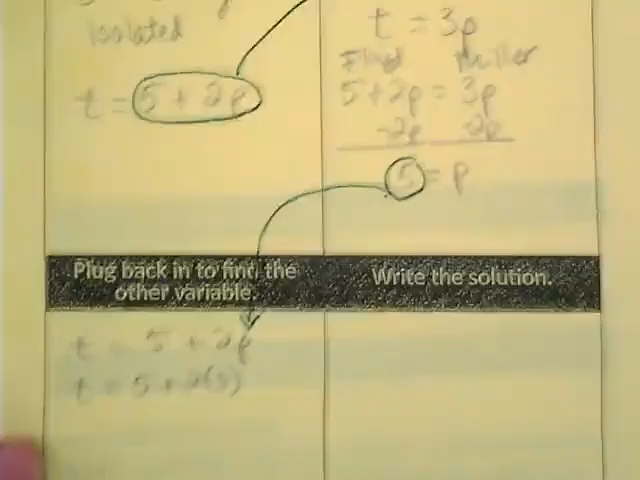 isolated
t = 5 + 2p
t = 3p
Miller
5+2p = 3p
-2p -2p
5 = p
Plug back in to find the
other variable.
Write the solution.
t = 5 + 2p
t = 5 + 2(5)